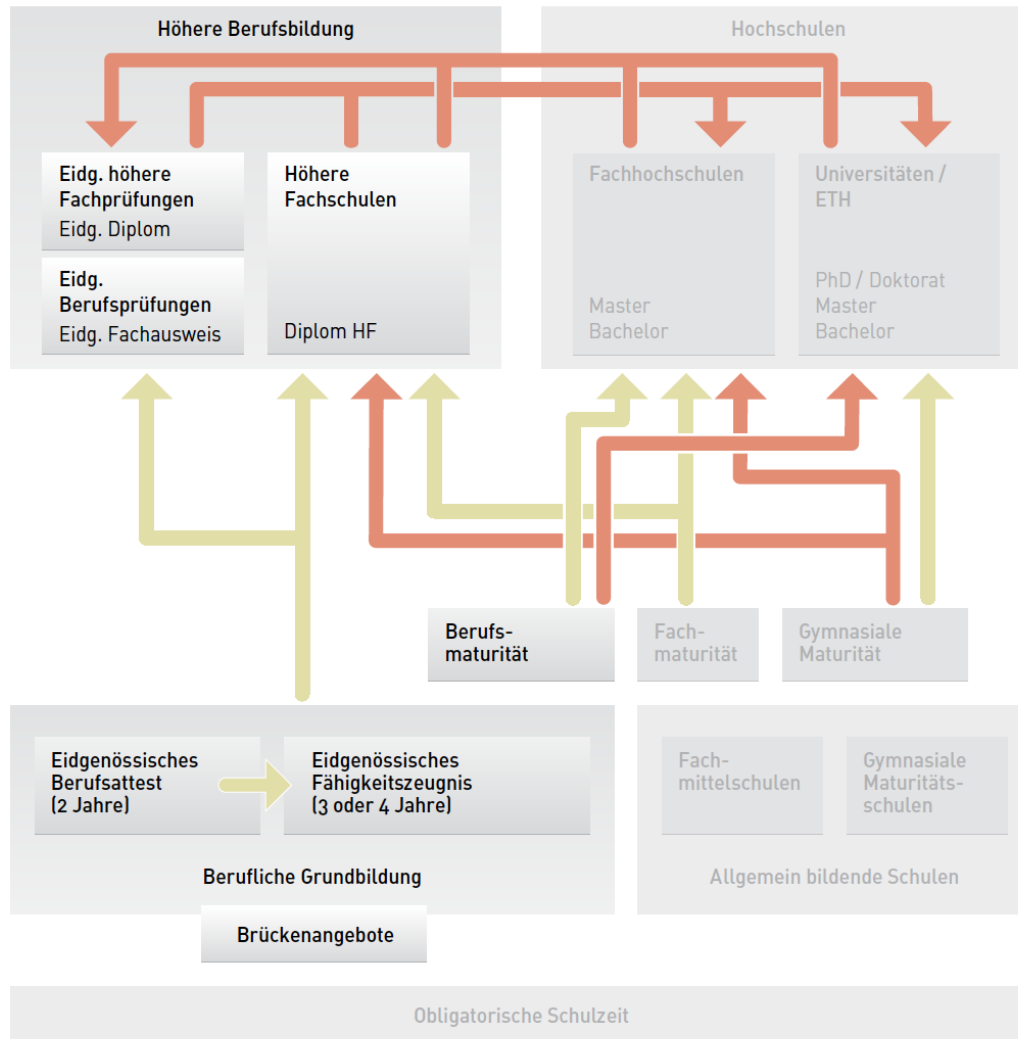 Höhere Berufsbildung
Hochschulen
Eidg. höhere
Fachprüfungen
Eidg. Diplom
Eidg.
Berufsprüfungen
Eidg. Fachausweis
Höhere
Fachschulen
Diplom HF
Fachhochschulen
Master
Bachelor
Universitäten /
ETH
PhD / Doktorat
Master
Bachelor
Berufs-
maturität
Fach-
maturität
Gymnasiale
Maturität
Eidgenössisches
Berufsattest
(2 Jahre)
Eidgenössisches
Fähigkeitszeugnis
(3 oder 4 Jahre)
Berufliche Grundbildung
Fach-
mittelschulen
Gymnasiale
Maturitäts-
schulen
Allgemein bildende Schulen
Brückenangebote
Obligatorische Schulzeit